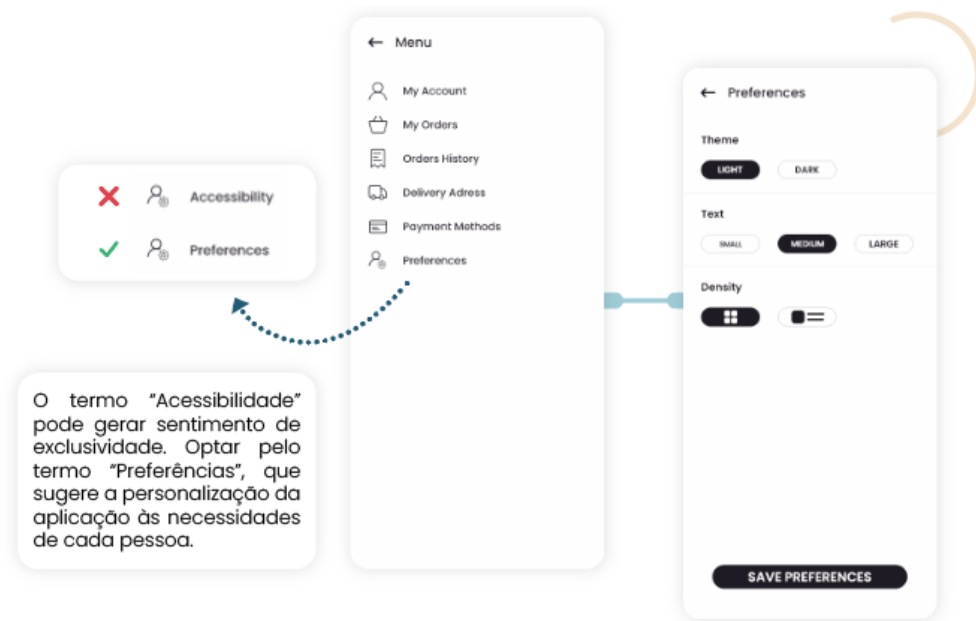 ← Menu
My Account
My Orders
Orders History
Delivery Adress
Payment Methods
Preferences
Accessibility
Preferences
O termo “Acessibilidade”
pode gerar sentimento de
exclusividade. Optar pelo
termo “Preferências”, que
sugere a personalização da
aplicação às necessidades
de cada pessoa.
← Preferences
Theme
LIGHT DARK
Text
SMALL MEDIUM LARGE
Density
SAVE PREFERENCES